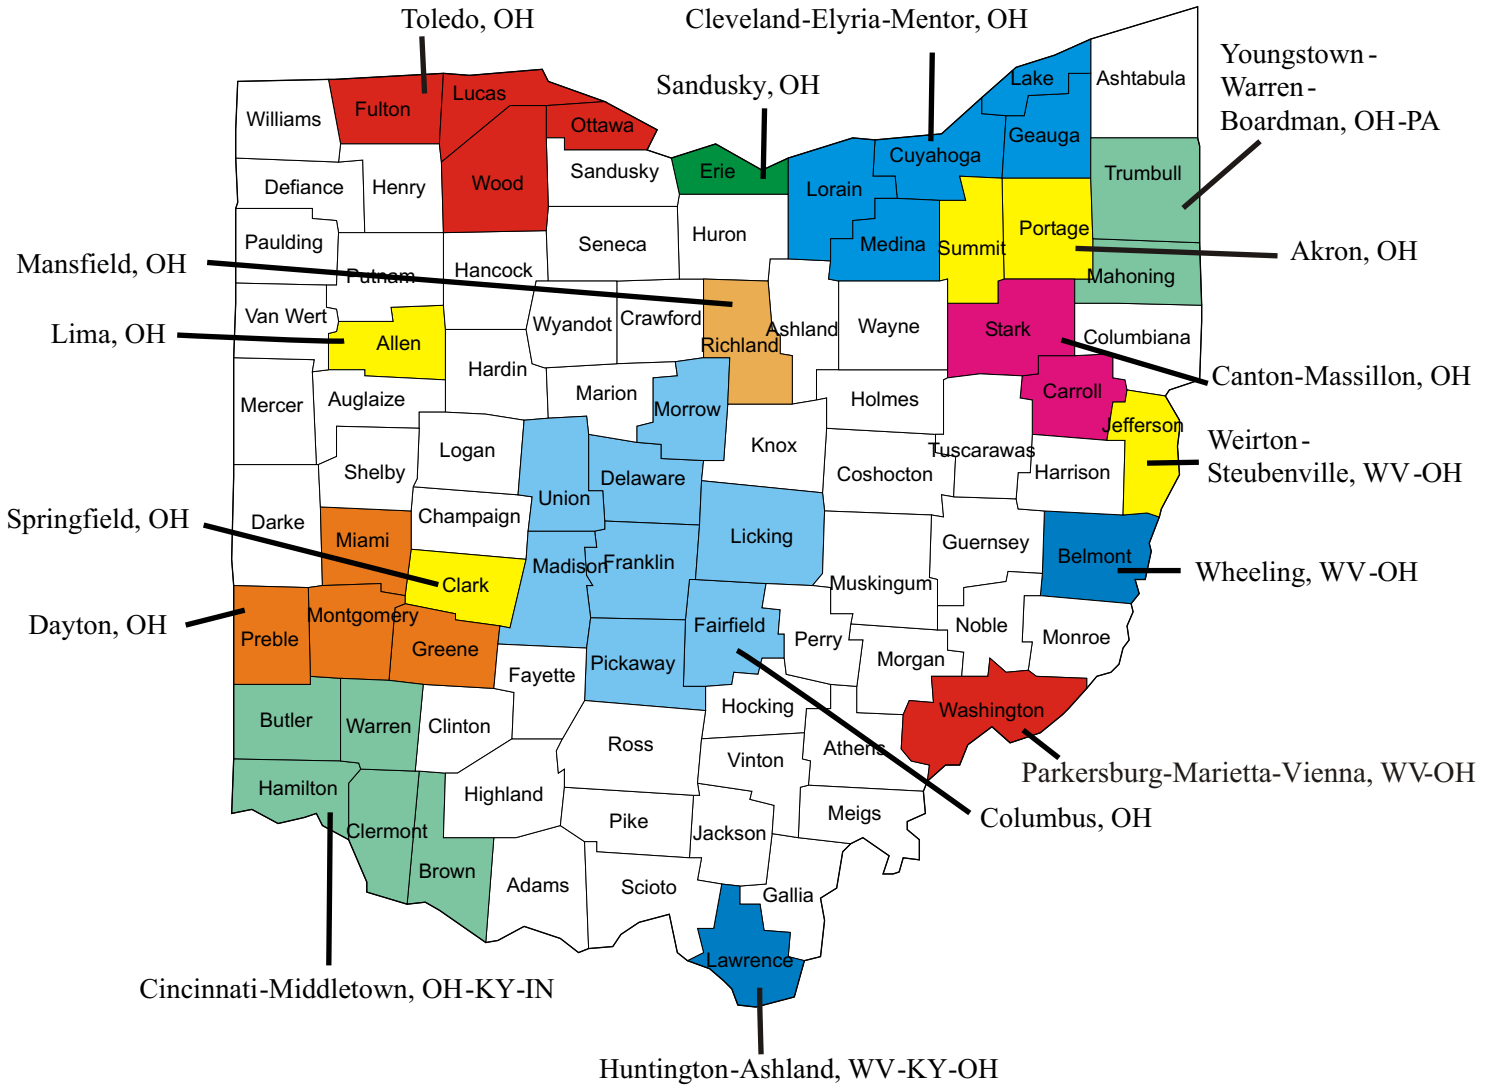 Toledo, OH
Cleveland-Elyria-Mentor, OH
Sandusky, OH
Youngstown-
Warren-
Boardman, OH-PA
Mansfield, OH
Akron, OH
Lima, OH
Canton-Massillon, OH
Weirton-
Steubenville, WV-OH
Springfield, OH
Wheeling, WV-OH
Dayton, OH
Parkersburg-Marietta-Vienna, WV-OH
Columbus, OH
Cincinnati-Middletown, OH-KY-IN
Huntington-Ashland, WV-KY-OH
Williams
Fulton
Lucas
Ottawa
Wood
Sandusky
Erie
Lorain
Cuyahoga
Lake
Geauga
Ashtabula
Trumbull
Defiance
Henry
Paulding
Putnam
Hancock
Seneca
Huron
Medina
Summit
Portage
Mahoning
Van Wert
Allen
Wyandot
Crawford
Richland
Ashland
Wayne
Stark
Columbiana
Mercer
Auglaize
Hardin
Marion
Morrow
Knox
Holmes
Carroll
Jefferson
Logan
Shelby
Union
Delaware
Coshocton
Tuscarawas
Harrison
Darke
Miami
Champaign
Clark
Madison
Franklin
Licking
Muskingum
Guernsey
Belmont
Preble
Montgomery
Greene
Fayette
Pickaway
Fairfield
Perry
Morgan
Noble
Monroe
Butler
Warren
Clinton
Ross
Hocking
Vinton
Athens
Washington
Hamilton
Clermont
Brown
Highland
Pike
Jackson
Meigs
Adams
Scioto
Gallia
Lawrence